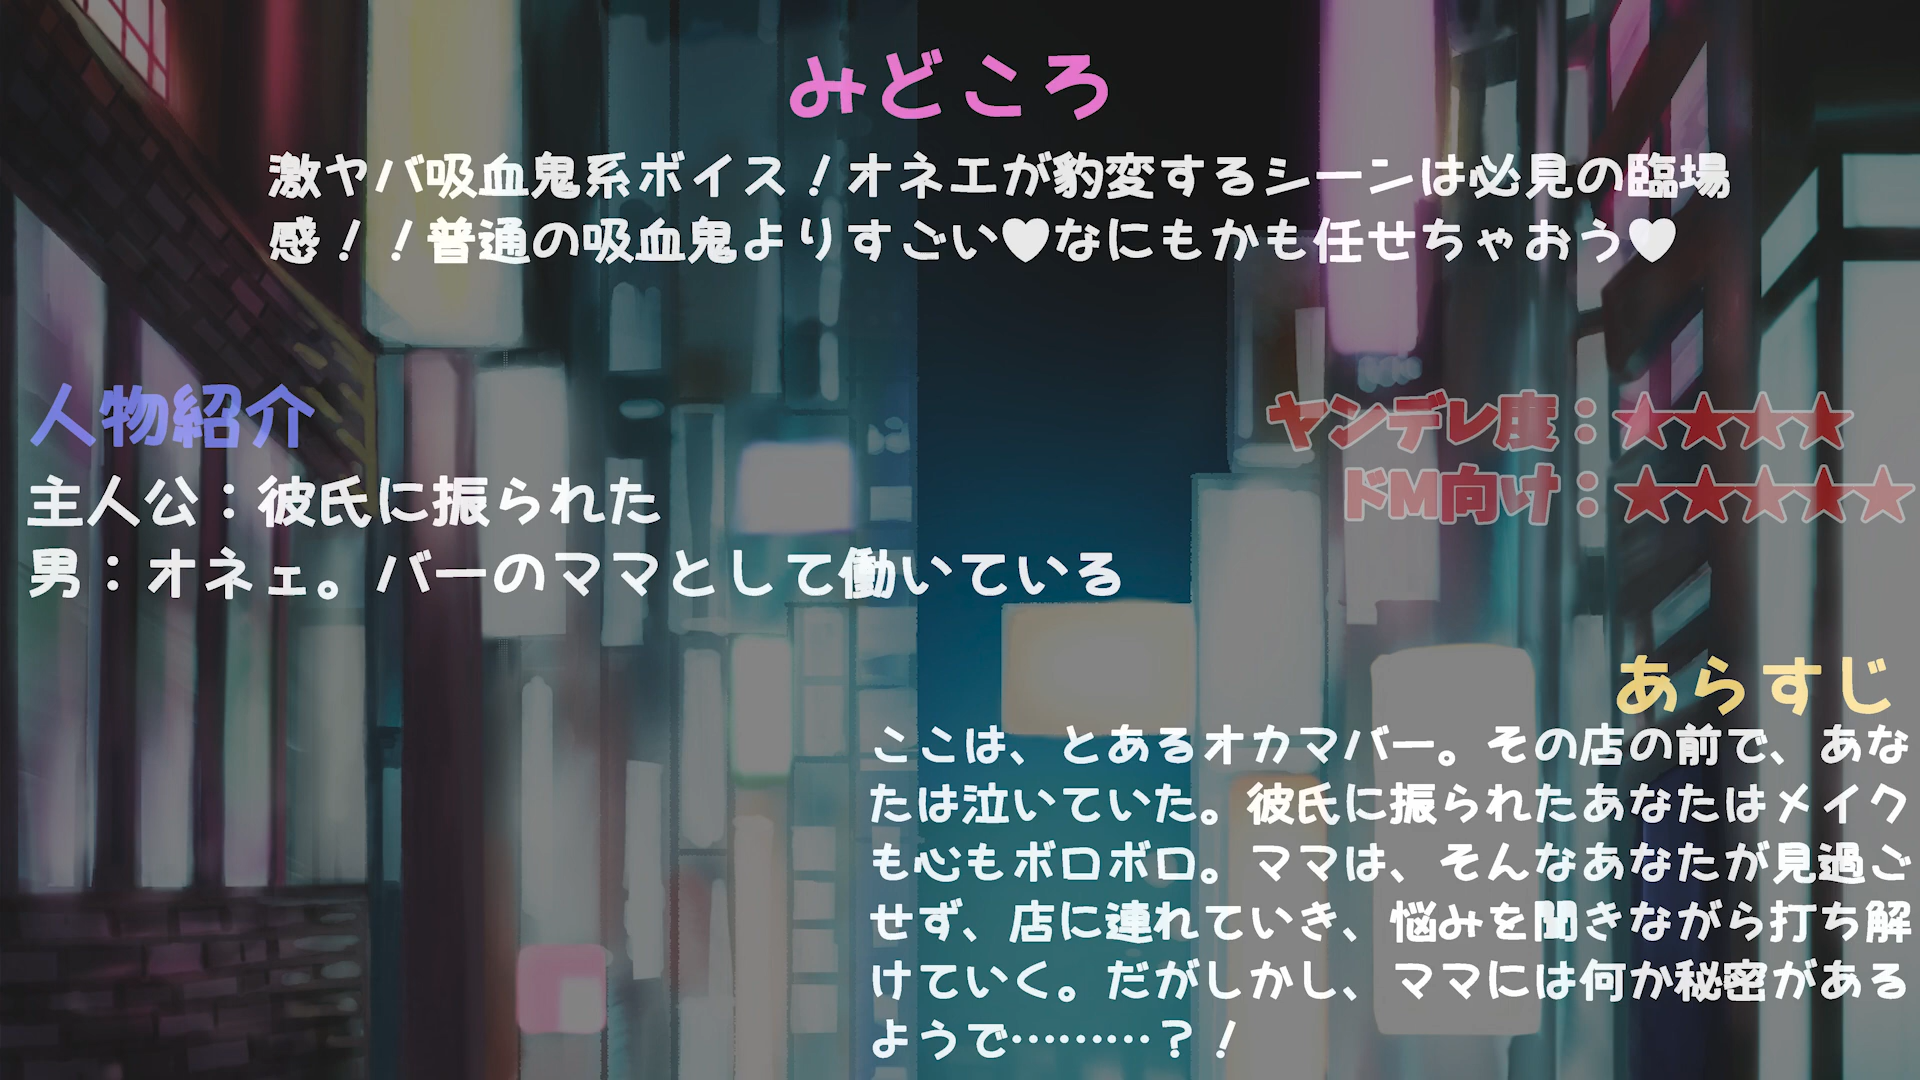 みどころ
激ヤバ吸血鬼系ボイス！オネエが豹変するシーンは必見の臨場
感！！普通の吸血鬼よりすごい♥なにもかも任せちゃおう♥
人物紹介
主人公：彼氏に振られた
男：オネェ。バーのママとして働いている
ヤンデレ度：★★★★
ドM向け：★★★★★
あらすじ
ここは、とあるオカマバー。その店の前で、あな
たは泣いていた。彼氏に振られたあなたはメイク
も心もボロボロ。ママは、そんなあなたが見過ご
せず、店に連れていき、悩みを聞きながら打ち解
けていく。だがしかし、ママには何か秘密がある
ようで………？！